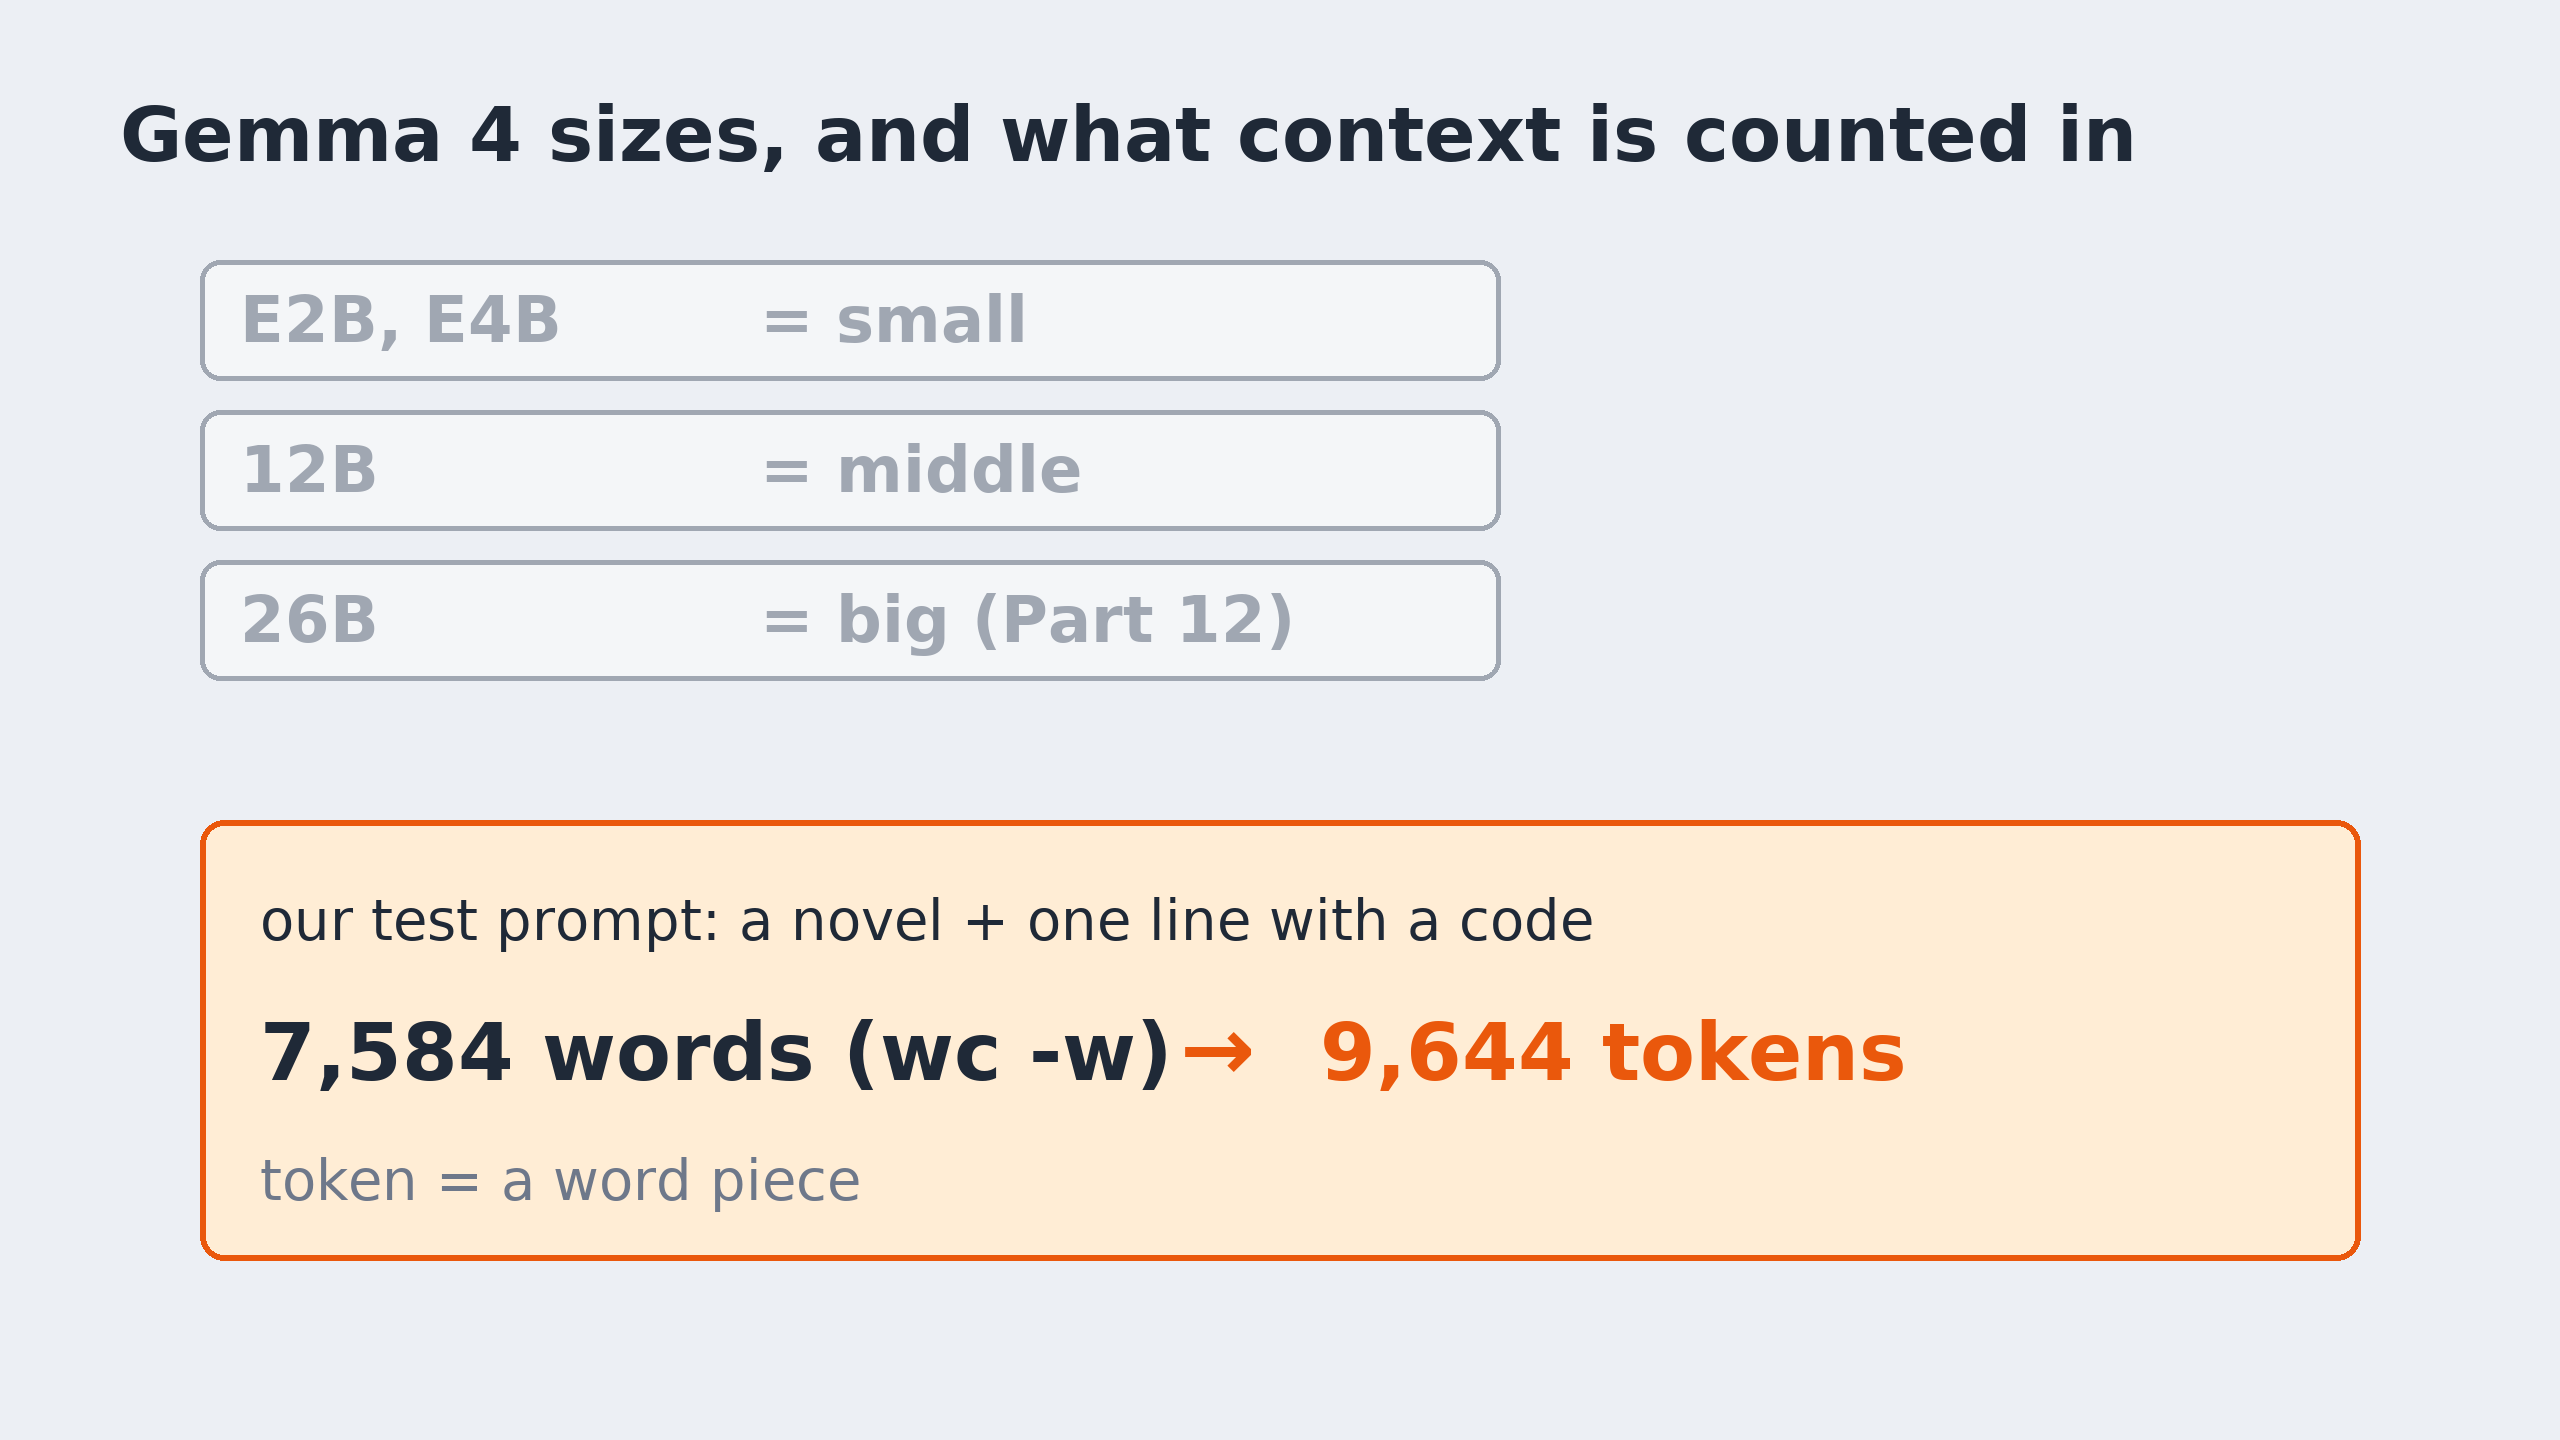 Gemma 4 sizes, and what context is counted in
E2B, E4B = small
12B = middle
26B = big (Part 12)
our test prompt: a novel + one line with a code
7,584 words (wc -w) → 9,644 tokens
token = a word piece